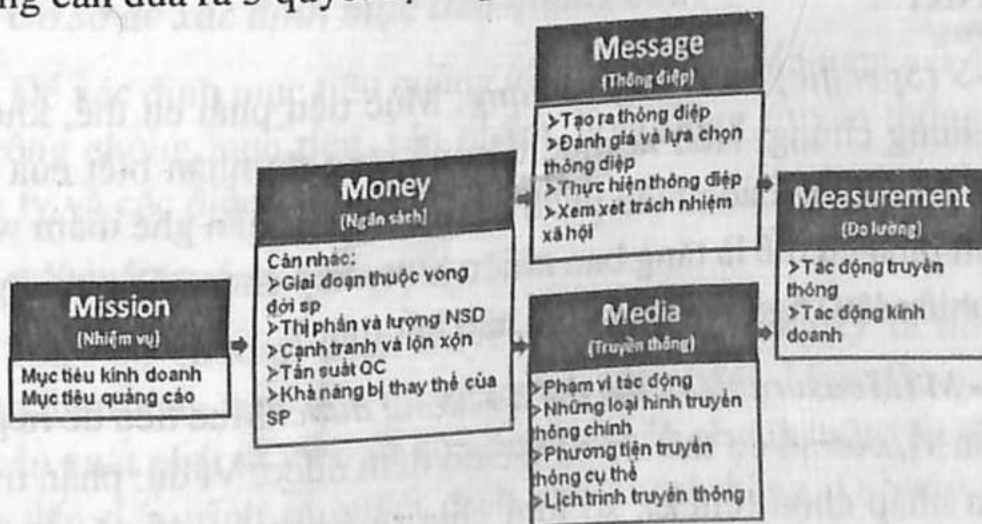 cần đưa ra 5 quyết
Mission
(Nhiệm vụ)
Mục tiêu kinh doanh
Mục tiêu quảng cáo
Money
(Ngân sách)
Cân nhắc:
➢Giai đoạn thuộc vòng
đời sp
➢Thị phần và lượng NSD
➢Cạnh tranh và lộn xộn
➢Tần suất QC
➢Khả năng bị thay thế của
SP
Message
(Thông điệp)
➢Tạo ra thông điệp
➢Đánh giá và lựa chọn
thông điệp
➢Thực hiện thông điệp
➢Xem xét trách nhiệm
xã hội
Media
(Truyền thông)
➢Phạm vi tác động
➢Những loại hình truyền
thông chính
➢Phương tiện truyền
thông cụ thể
➢Lịch trình truyền thông
Measurement
(Đo lường)
➢Tác động truyền
thông
➢Tác động kinh
doanh